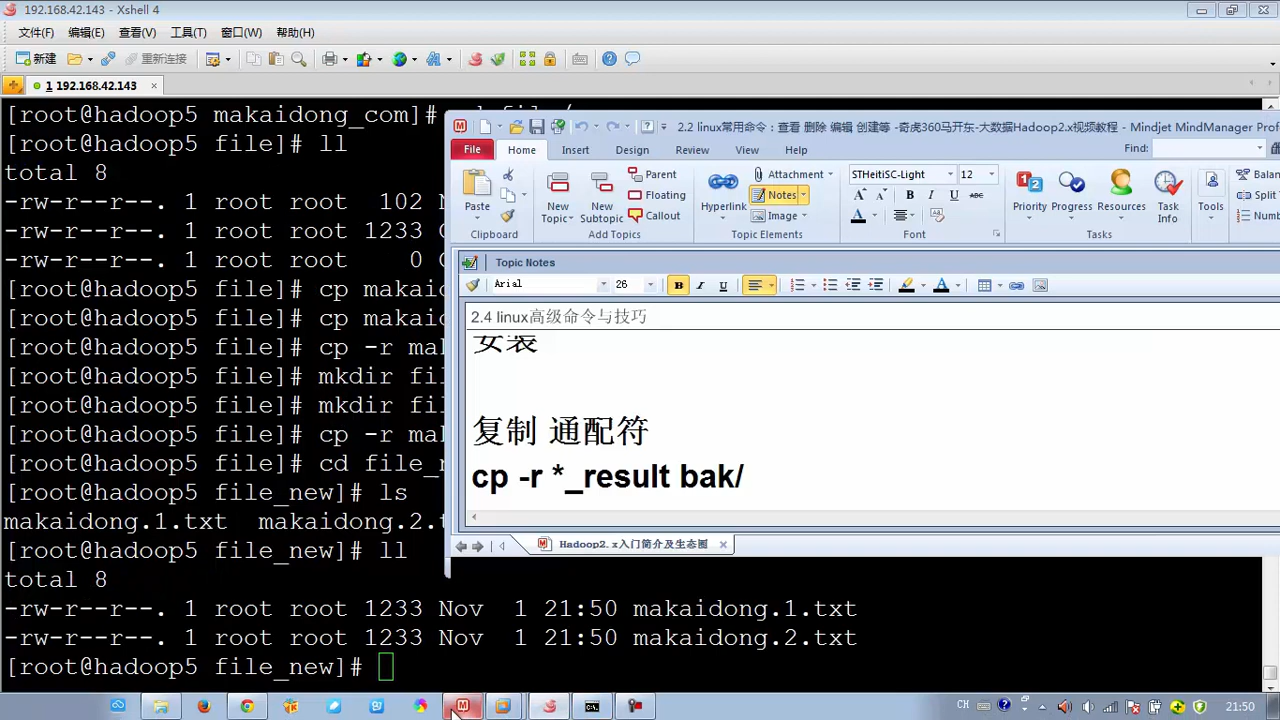 192.168.42.143 - Xshell 4
文件(F) 编辑(E) 查看(V) 工具(T) 窗口(W) 帮助(H)
新建 重新连接
1 192.168.42.143
[root@hadoop5 makaidong_com]#
[root@hadoop5 file]# ll
total 8
-rw-r--r--. 1 root root 102
-rw-r--r--. 1 root root 1233
-rw-r--r--. 1 root root 0
[root@hadoop5 file]# cp makai
[root@hadoop5 file]# cp makai
[root@hadoop5 file]# cp -r ma
[root@hadoop5 file]# mkdir fil
[root@hadoop5 file]# mkdir fil
[root@hadoop5 file]# cp -r ma
[root@hadoop5 file]# cd file_
[root@hadoop5 file_new]# ls
makaidong.1.txt makaidong.2.t
[root@hadoop5 file_new]# ll
total 8
-rw-r--r--. 1 root root 1233 Nov 1 21:50 makaidong.1.txt
-rw-r--r--. 1 root root 1233 Nov 1 21:50 makaidong.2.txt
[root@hadoop5 file_new]#
2.2 linux常用命令：查看 删除 编辑 创建等 -奇虎360马开东-大数据Hadoop2.x视频教程 - Mindjet MindManager Prof
File Home Insert Design Review View Help Find:
Paste
Clipboard
New Topic
New Subtopic
Parent
Floating
Callout
Add Topics
Hyperlink
Attachment
Notes
Image
Topic Elements
STHeitiSC-Light 12
B I U abc
Font
Priority Progress Resources Task Info
Tasks
Tools
Balan
Split
Numb
Topic Notes
Arial 26 B I U
2.4 linux高级命令与技巧
安装
复制 通配符
cp -r *_result bak/
Hadoop2.x入门简介及生态圈
CH 21:50